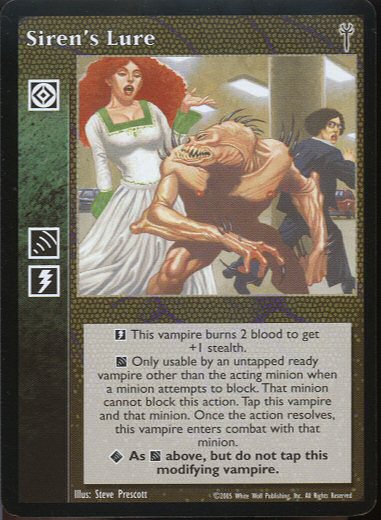 Siren's Lure
This vampire burns 2 blood to get
+1 stealth.
Only usable by an untapped ready
vampire other than the acting minion when
a minion attempts to block. That minion
cannot block this action. Tap this vampire
and that minion. Once the action resolves,
this vampire enters combat with that
minion.
As above, but do not tap this
modifying vampire.
Illus: Steve Prescott
©2005 White Wolf Publishing, Inc. All Rights Reserved